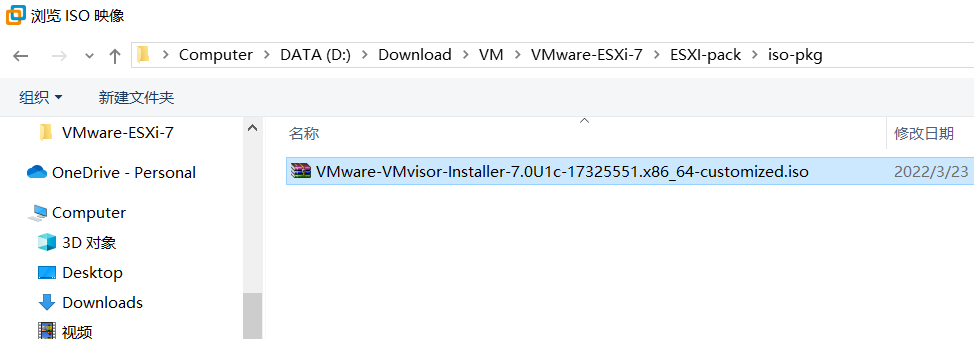 浏览 ISO 映像
Computer > DATA (D:) > Download > VM > VMware-ESXi-7 > ESXI-pack > iso-pkg
组织 新建文件夹
VMware-ESXi-7
OneDrive - Personal
Computer
3D 对象
Desktop
Downloads
视频
名称 修改日期
VMware-VMvisor-Installer-7.0U1c-17325551.x86_64-customized.iso 2022/3/23